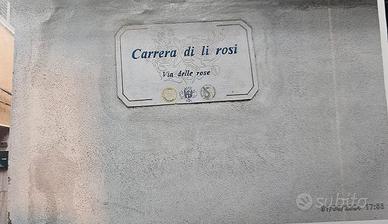 Carrera di li rosi
Via delle rose
subito